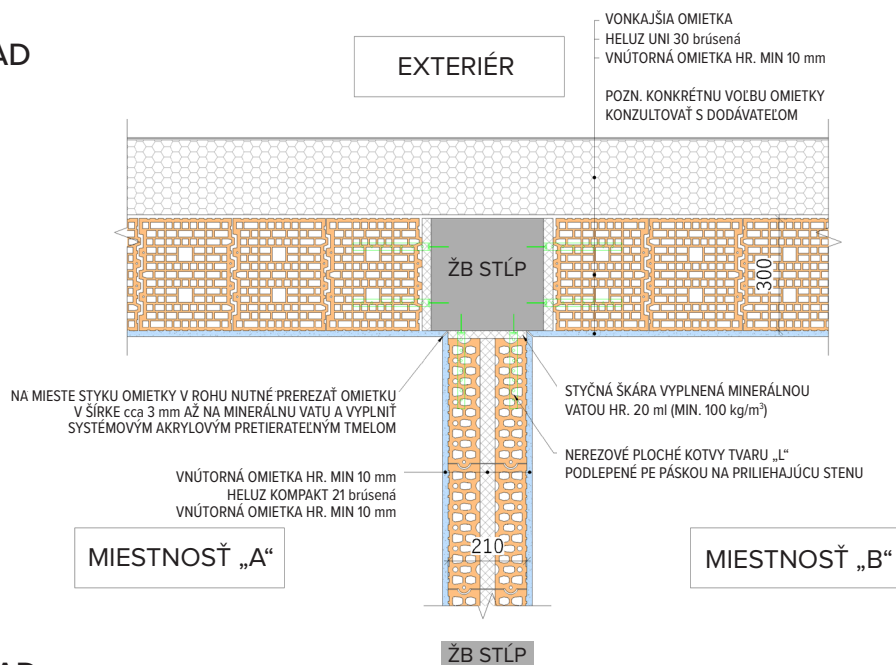 AD
EXTERIÉR
VONKAJŠIA OMIETKA
HELUZ UNI 30 brúsená
VNÚTORNÁ OMIETKA HR. MIN 10 mm
POZN. KONKRÉTNU VOĽBU OMIETKY
KONZULTOVAŤ S DODÁVATEĽOM
ŽB STĹP
300
NA MIESTE STYKU OMIETKY V ROHU NUTNÉ PREREZAŤ OMIETKU
V ŠÍRKE cca 3 mm AŽ NA MINERÁLNU VATU A VYPLNIŤ
SYSTÉMOVÝM AKRYLOVÝM PRETIERATEĽNÝM TMELOM
STYČNÁ ŠKÁRA VYPLNENÁ MINERÁLNOU
VATOU HR. 20 ml (MIN. 100 kg/m³)
NEREZOVÉ PLOCHÉ KOTVY TVARU „L“
PODLEPENÉ PE PÁSKOU NA PRILIEHAJÚCU STENU
VNÚTORNÁ OMIETKA HR. MIN 10 mm
HELUZ KOMPAKT 21 brúsená
VNÚTORNÁ OMIETKA HR. MIN 10 mm
210
MIESTNOSŤ „A“
MIESTNOSŤ „B“
ŽB STĹP
AD